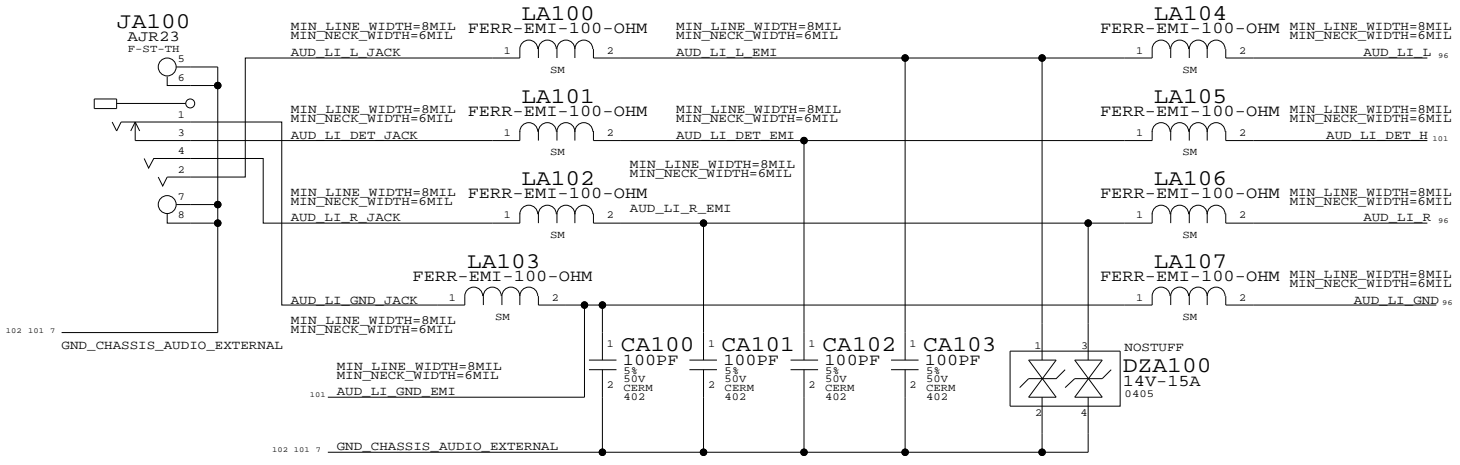 JA100
AJR23
F-ST-TH
5
6
1
3
4
2
7
8
102 101 7
GND_CHASSIS_AUDIO_EXTERNAL
MIN_LINE_WIDTH=8MIL
MIN_NECK_WIDTH=6MIL
AUD_LI_L_JACK
LA100
FERR-EMI-100-OHM
1
2
SM
MIN_LINE_WIDTH=8MIL
MIN_NECK_WIDTH=6MIL
AUD_LI_L_EMI
LA104
FERR-EMI-100-OHM
1
2
SM
MIN_LINE_WIDTH=8MIL
MIN_NECK_WIDTH=6MIL
AUD_LI_L 96
MIN_LINE_WIDTH=8MIL
MIN_NECK_WIDTH=6MIL
AUD_LI_DET_JACK
LA101
FERR-EMI-100-OHM
1
2
SM
MIN_LINE_WIDTH=8MIL
MIN_NECK_WIDTH=6MIL
AUD_LI_DET_EMI
LA105
FERR-EMI-100-OHM
1
2
SM
MIN_LINE_WIDTH=8MIL
MIN_NECK_WIDTH=6MIL
AUD_LI_DET_H 101
MIN_LINE_WIDTH=8MIL
MIN_NECK_WIDTH=6MIL
AUD_LI_R_JACK
LA102
FERR-EMI-100-OHM
1
2
SM
MIN_LINE_WIDTH=8MIL
MIN_NECK_WIDTH=6MIL
AUD_LI_R_EMI
LA106
FERR-EMI-100-OHM
1
2
SM
MIN_LINE_WIDTH=8MIL
MIN_NECK_WIDTH=6MIL
AUD_LI_R 96
AUD_LI_GND_JACK
MIN_LINE_WIDTH=8MIL
MIN_NECK_WIDTH=6MIL
LA103
FERR-EMI-100-OHM
1
2
SM
LA107
FERR-EMI-100-OHM
1
2
SM
MIN_LINE_WIDTH=8MIL
MIN_NECK_WIDTH=6MIL
AUD_LI_GND 96
MIN_LINE_WIDTH=8MIL
MIN_NECK_WIDTH=6MIL
101 AUD_LI_GND_EMI
1
2
CA100
100PF
5%
50V
CERM
402
1
2
CA101
100PF
5%
50V
CERM
402
1
2
CA102
100PF
5%
50V
CERM
402
1
2
CA103
100PF
5%
50V
CERM
402
1
3
2
4
NOSTUFF
DZA100
14V-15A
0405
102 101 7 GND_CHASSIS_AUDIO_EXTERNAL